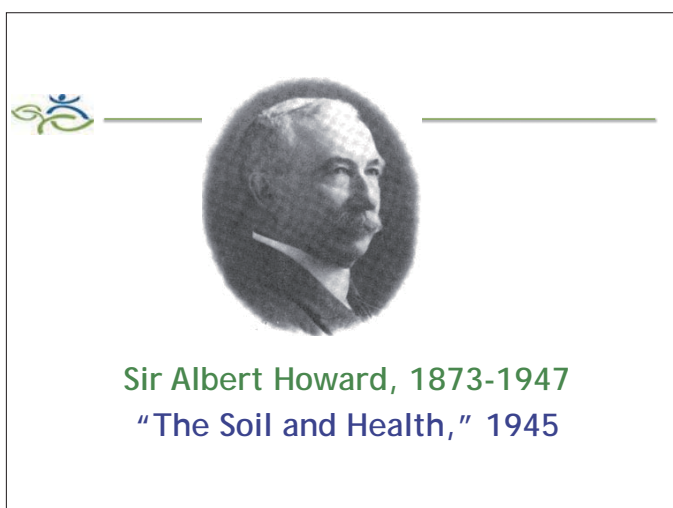 Sir Albert Howard, 1873-1947
“The Soil and Health,” 1945